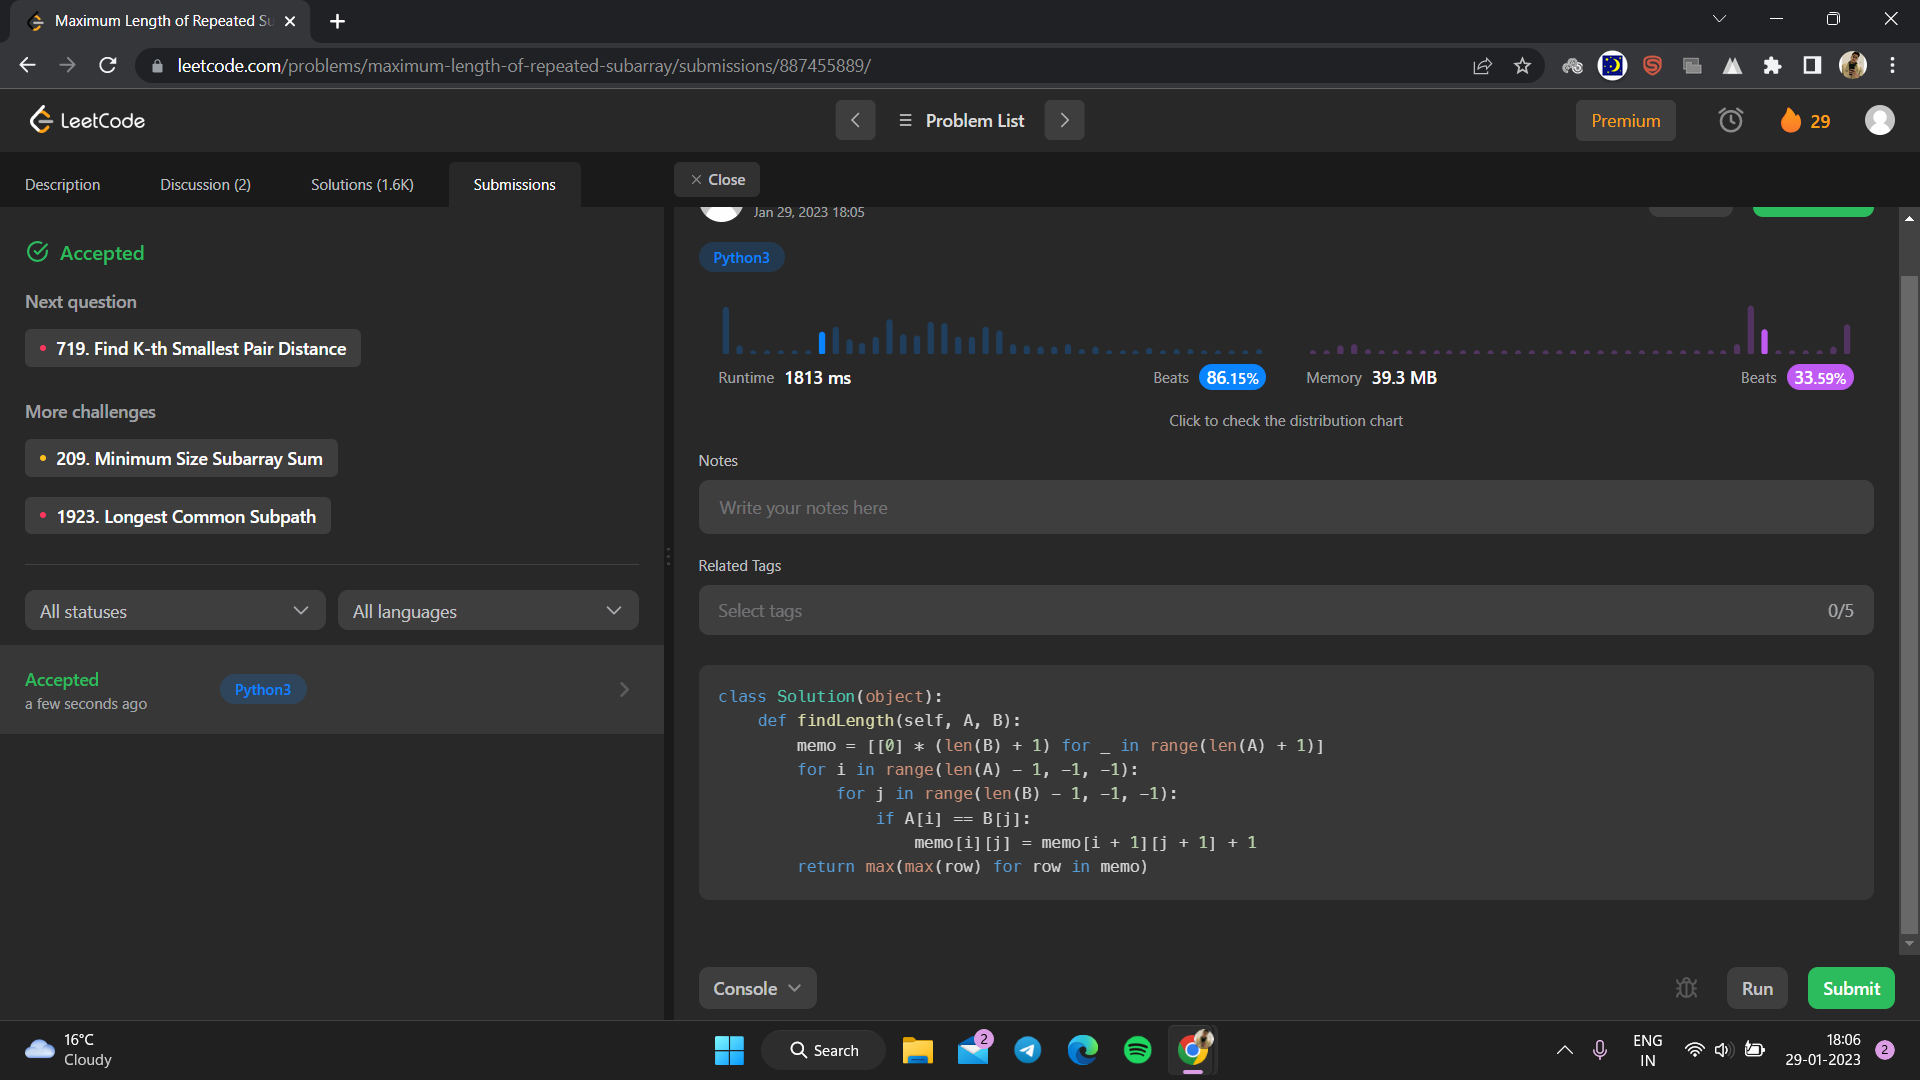 Maximum Length of Repeated Su
leetcode.com/problems/maximum-length-of-repeated-subarray/submissions/887455889/
LeetCode
Problem List
Premium
29
Description
Discussion (2)
Solutions (1.6K)
Submissions
Close
Jan 29, 2023 18:05
Accepted
Python3
Next question
719. Find K-th Smallest Pair Distance
Runtime 1813 ms
Beats 86.15%
Memory 39.3 MB
Beats 33.59%
More challenges
Click to check the distribution chart
209. Minimum Size Subarray Sum
Notes
Write your notes here
1923. Longest Common Subpath
Related Tags
All statuses
All languages
Select tags
0/5
Accepted
a few seconds ago
Python3
class Solution(object):
    def findLength(self, A, B):
        memo = [[0] * (len(B) + 1) for _ in range(len(A) + 1)]
        for i in range(len(A) - 1, -1, -1):
            for j in range(len(B) - 1, -1, -1):
                if A[i] == B[j]:
                    memo[i][j] = memo[i + 1][j + 1] + 1
        return max(max(row) for row in memo)
Console
Run
Submit
16°C
Cloudy
Search
2
ENG
IN
18:06
29-01-2023
2